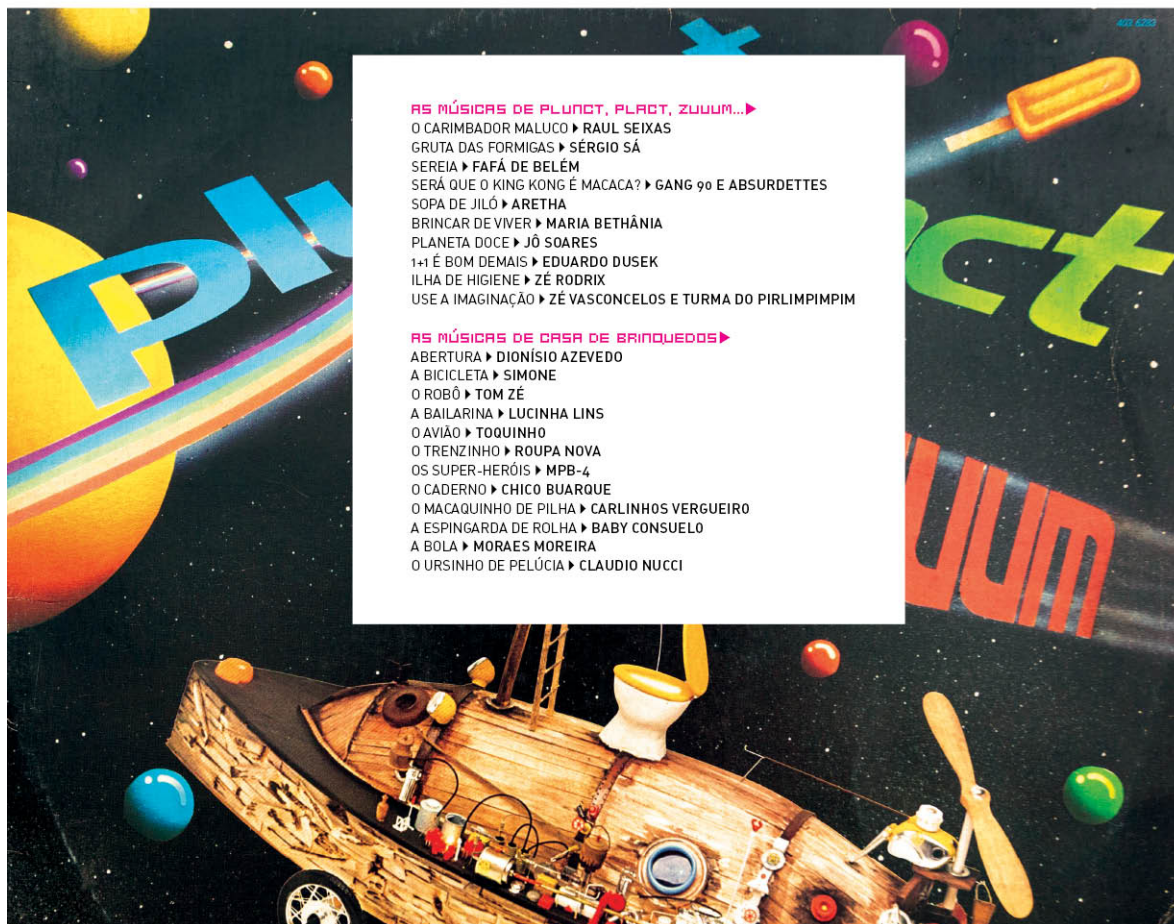 403.6283
AS MÚSICAS DE PLUNCT, PLACT, ZUUUM...▶
O CARIMBADOR MALUCO ▶ RAUL SEIXAS
GRUTA DAS FORMIGAS ▶ SÉRGIO SÁ
SEREIA ▶ FAFÁ DE BELÉM
SERÁ QUE O KING KONG É MACACA? ▶ GANG 90 E ABSURDETTES
SOPA DE JILÓ ▶ ARETHA
BRINCAR DE VIVER ▶ MARIA BETHÂNIA
PLANETA DOCE ▶ JÔ SOARES
1+1 É BOM DEMAIS ▶ EDUARDO DUSEK
ILHA DE HIGIENE ▶ ZÉ RODRIX
USE A IMAGINAÇÃO ▶ ZÉ VASCONCELOS E TURMA DO PIRLIMPIMPIM
AS MÚSICAS DE CASA DE BRINQUEDOS▶
ABERTURA ▶ DIONÍSIO AZEVEDO
A BICICLETA ▶ SIMONE
O ROBÔ ▶ TOM ZÉ
A BAILARINA ▶ LUCINHA LINS
O AVIÃO ▶ TOQUINHO
O TRENZINHO ▶ ROUPA NOVA
OS SUPER-HERÓIS ▶ MPB-4
O CADERNO ▶ CHICO BUARQUE
O MACAQUINHO DE PILHA ▶ CARLINHOS VERGUEIRO
A ESPINGARDA DE ROLHA ▶ BABY CONSUELO
A BOLA ▶ MORAES MOREIRA
O URSINHO DE PELÚCIA ▶ CLAUDIO NUCCI